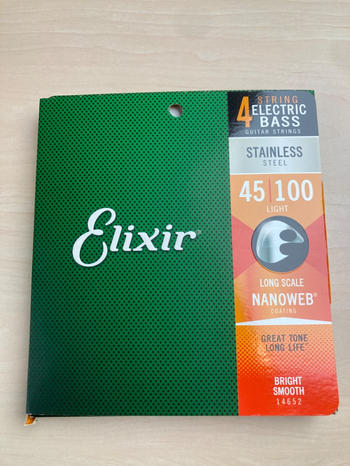 4 STRING
ELECTRIC
BASS
GUITAR STRINGS
STAINLESS
STEEL
45|100
LIGHT
Elixir®
LONG SCALE
NANOWEB®
COATING
GREAT TONE
LONG LIFE
BRIGHT
SMOOTH
14652